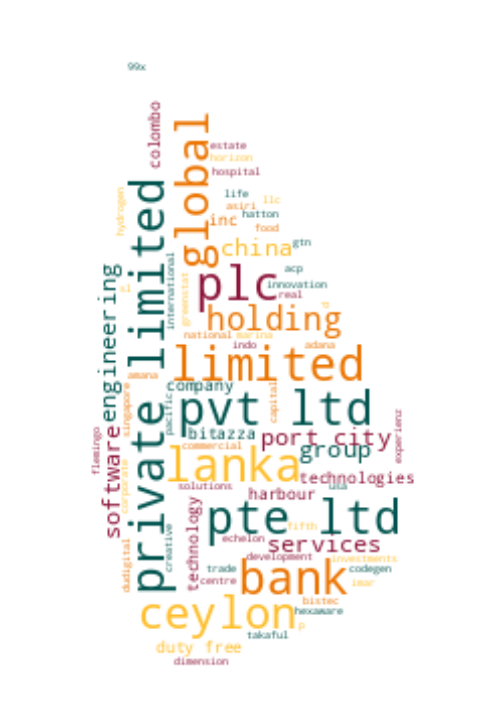 99x
colombo
global
estate
horizon
hospital
private limited
hydrogen
life
llc
asiri
hatton
inc
food
china
gtn
international
engineering
acp
plc
innovation
real
greenstat
holding
national
marina
indo
adana
limited
amana
company
singapore
pacific
capital
pvt ltd
experienz
bitazza
port city
commercial
group
flemingo
software
lanka
technologies
usa
corporate
solutions
harbour
technology
pte ltd
fifth
creative
echelon
services
dudigital
development
investments
trade
codegen
centre
bank
imar
ceylon
bistec
hexaware
p
takaful
duty free
dimension